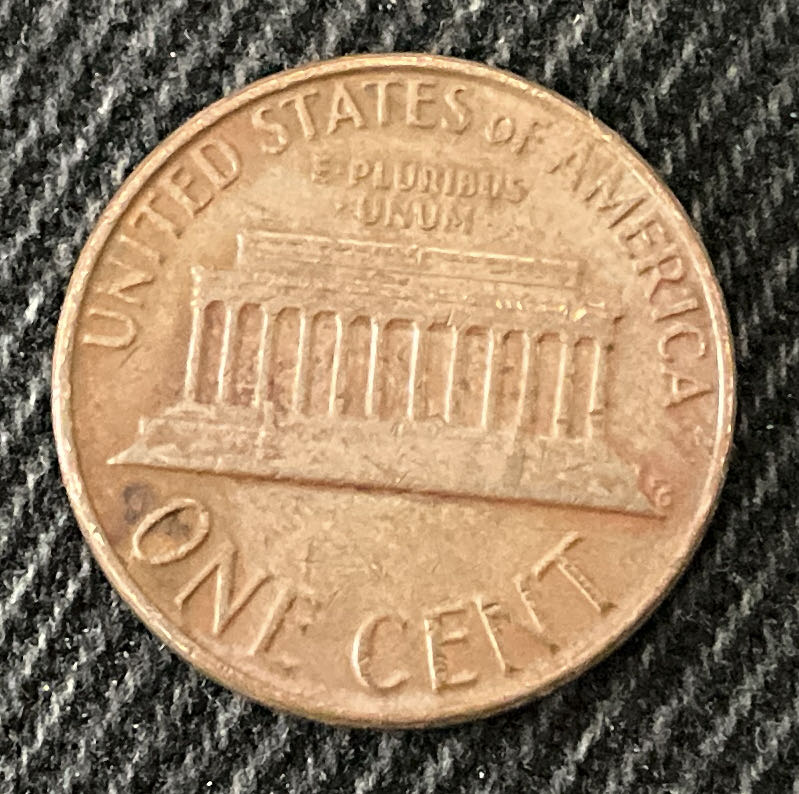 UNITED STATES OF AMERICA
E·PLURIBUS
·UNUM
ONE CENT